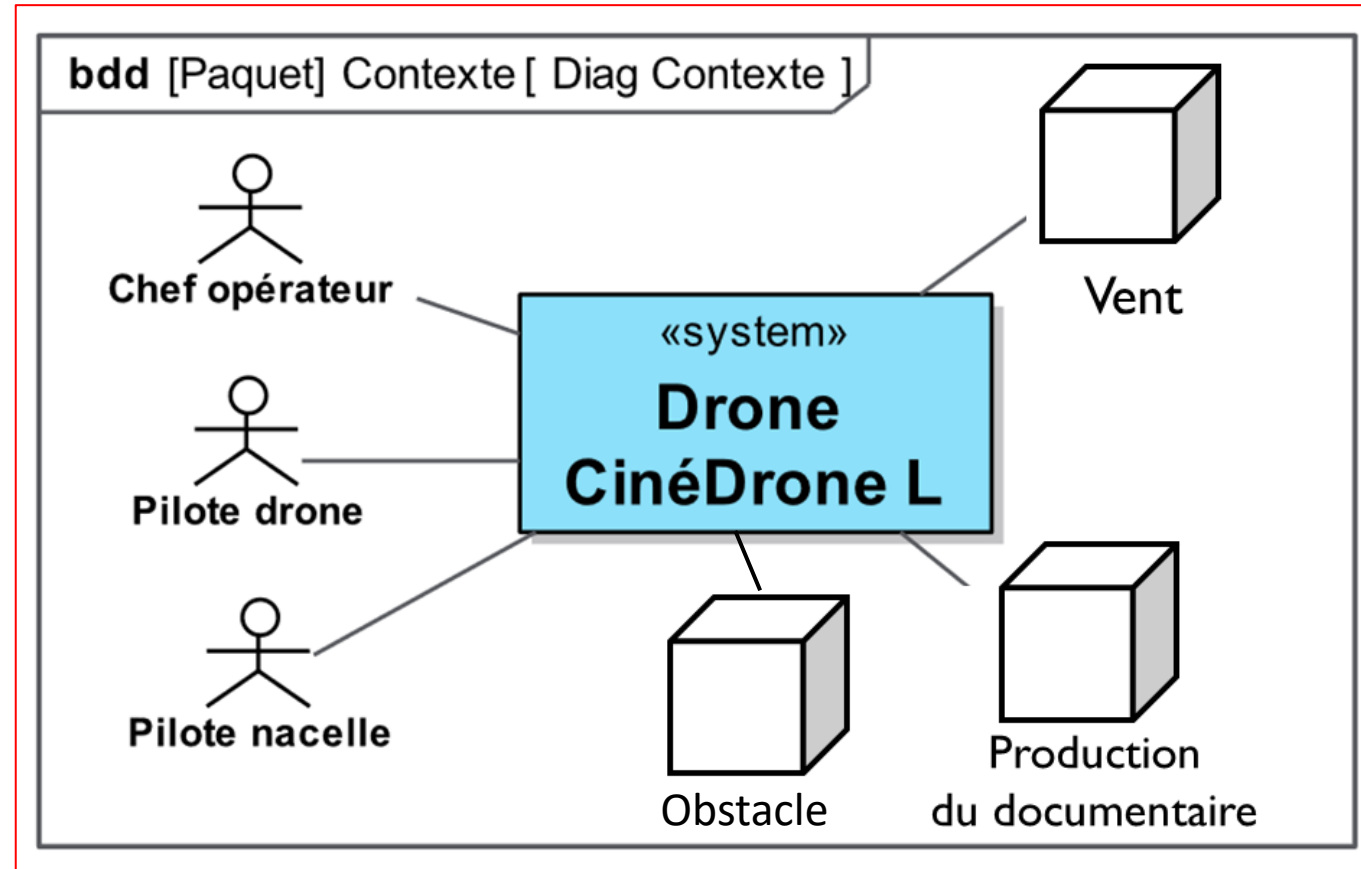 bdd [Paquet] Contexte [ Diag Contexte ]
Chef opérateur
Pilote drone
Pilote nacelle
«system»
Drone
CinéDrone L
Vent
Obstacle
Production
du documentaire